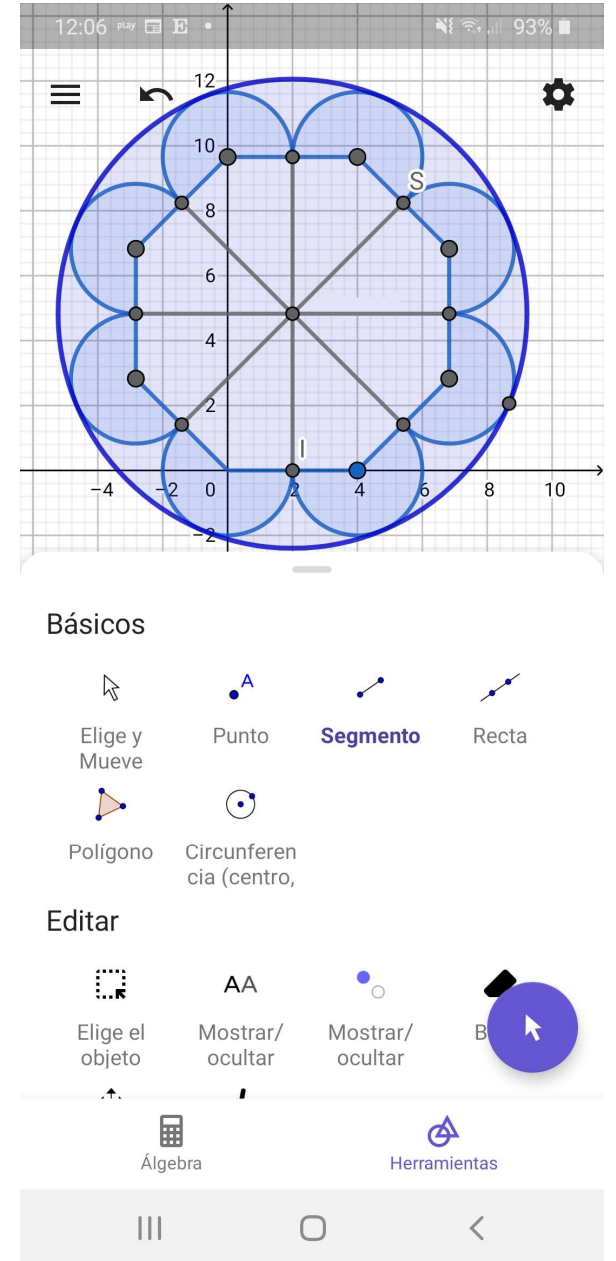 12:06 play E 93%
12
10
S
8
6
4
2
I
−4 −2 0 2 4 6 8 10
−2
Básicos
A
Elige y Mueve
Punto
Segmento
Recta
Polígono
Circunferen
cia (centro,
Editar
AA
Elige el
objeto
Mostrar/
ocultar
Mostrar/
ocultar
B
Álgebra
Herramientas